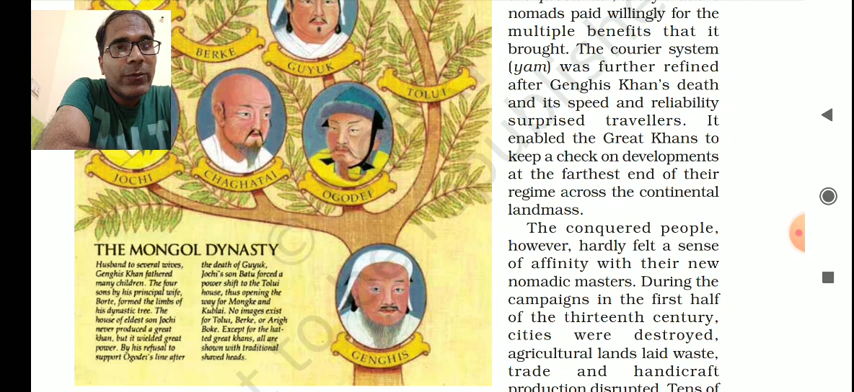 BERKE
GUYUK
TOLUI
JOCHI
CHAGHATAI
OGODEI
GENGHIS
THE MONGOL DYNASTY
Husband to several wives,
Genghis Khan fathered
many children. The four
sons by his principal wife,
Borte, formed the limbs of
his dynastic tree. The
house of eldest son Jochi
never produced a great
khan, but it wielded great
power. By his refusal to
support Ogodei's line after
the death of Guyuk,
Jochi's son Batu forced a
power shift to the Tolui
house, thus opening the
way for Mongke and
Kublai. No images exist
for Tolus, Berke, or Arigh
Boke. Except for the hat-
ted great khans, all are
shown with traditional
shaved heads.
nomads paid willingly for the
multiple benefits that it
brought. The courier system
(yam) was further refined
after Genghis Khan's death
and its speed and reliability
surprised travellers. It
enabled the Great Khans to
keep a check on developments
at the farthest end of their
regime across the continental
landmass.
The conquered people,
however, hardly felt a sense
of affinity with their new
nomadic masters. During the
campaigns in the first half
of the thirteenth century,
cities were destroyed,
agricultural lands laid waste,
trade and handicraft
production disrupted. Tens of